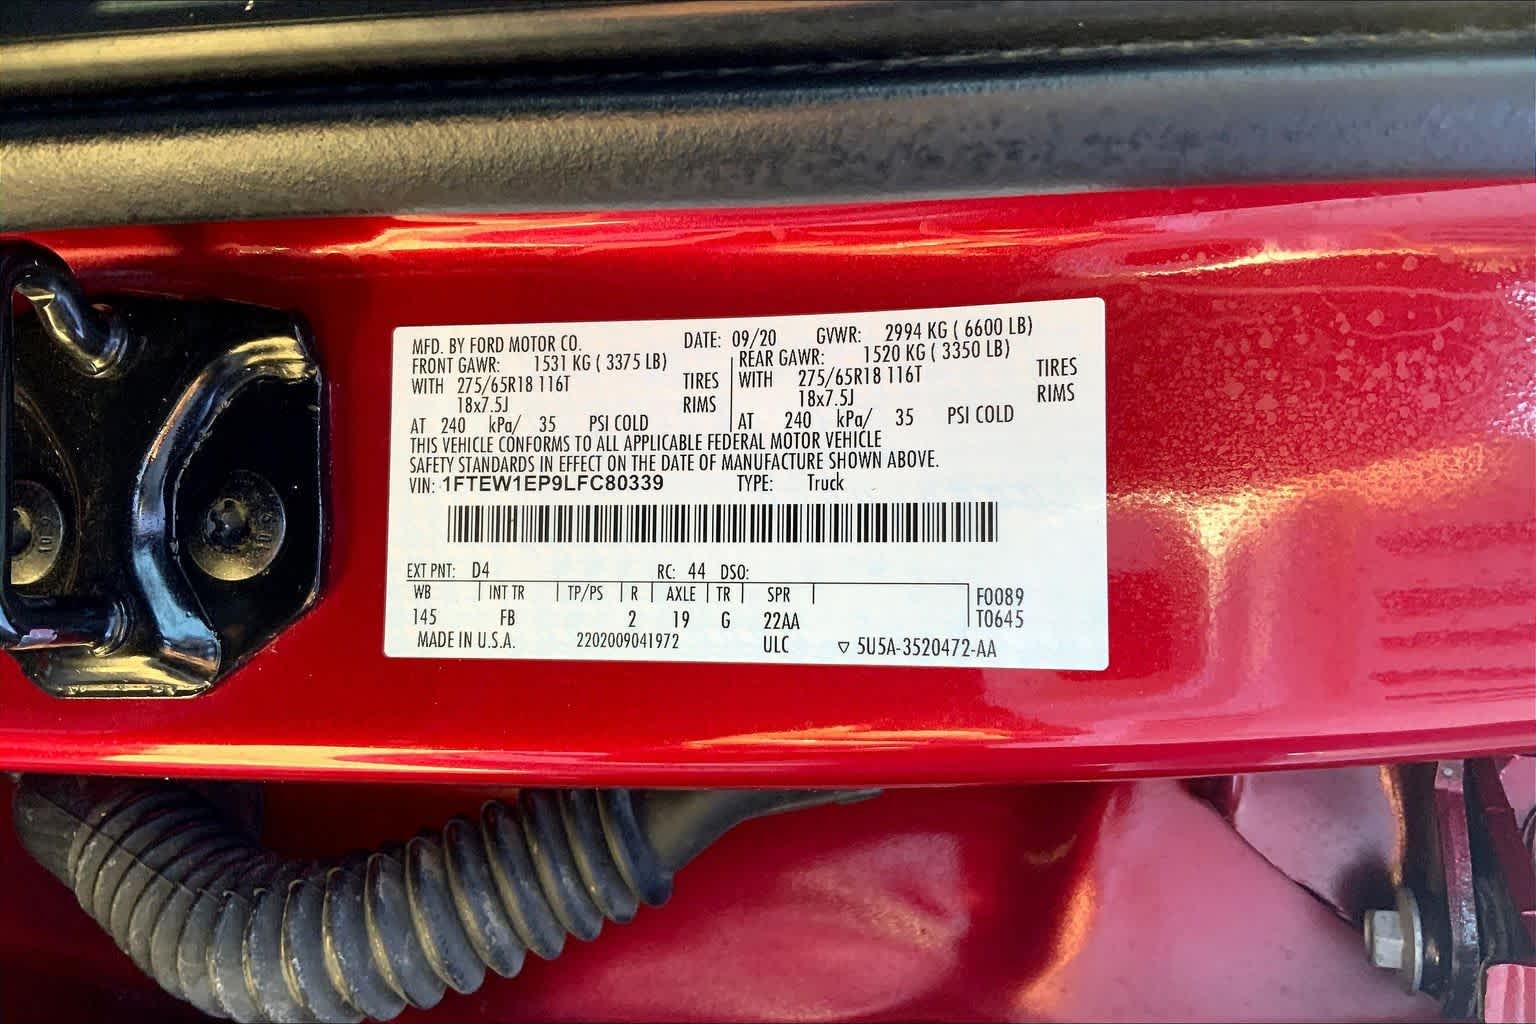 MFD. BY FORD MOTOR CO. DATE: 09/20 GVWR: 2994 KG ( 6600 LB)
FRONT GAWR: 1531 KG ( 3375 LB) REAR GAWR: 1520 KG ( 3350 LB)
WITH 275/65R18 116T TIRES WITH 275/65R18 116T TIRES
18x7.5J RIMS 18x7.5J RIMS
AT 240 kPa/ 35 PSI COLD AT 240 kPa/ 35 PSI COLD
THIS VEHICLE CONFORMS TO ALL APPLICABLE FEDERAL MOTOR VEHICLE
SAFETY STANDARDS IN EFFECT ON THE DATE OF MANUFACTURE SHOWN ABOVE.
VIN: 1FTEW1EP9LFC80339 TYPE: Truck
EXT PNT: D4 RC: 44 DSO:
WB INT TR TP/PS R AXLE TR SPR F0089
145 FB 2 19 G 22AA T0645
MADE IN U.S.A. 2202009041972 ULC ▽ 5U5A-3520472-AA